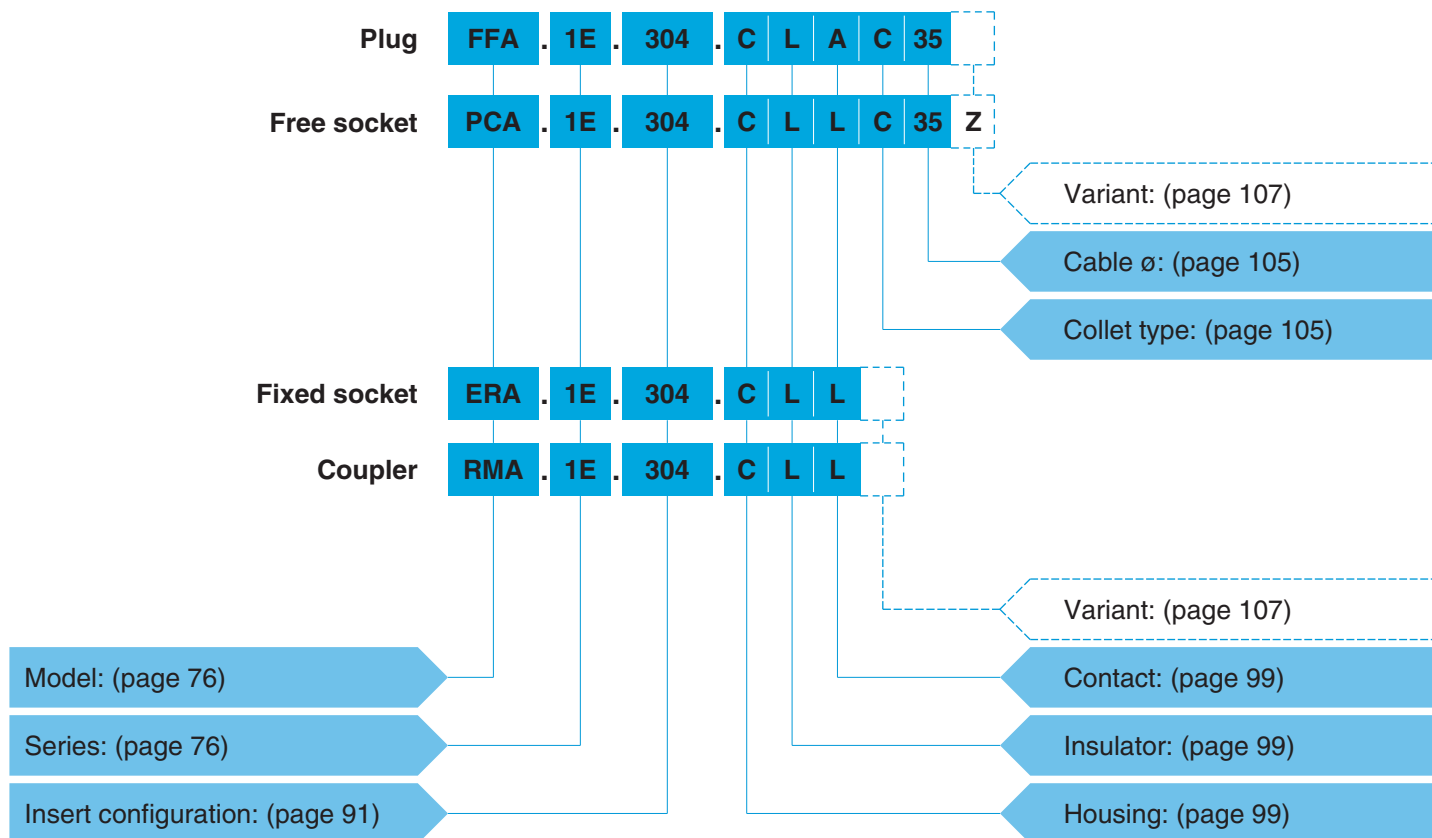 Plug FFA . 1E . 304 . C L A C 35
Free socket PCA . 1E . 304 . C L L C 35 Z
Variant: (page 107)
Cable ø: (page 105)
Collet type: (page 105)
Fixed socket ERA . 1E . 304 . C L L
Coupler RMA . 1E . 304 . C L L
Variant: (page 107)
Model: (page 76) Contact: (page 99)
Series: (page 76) Insulator: (page 99)
Insert configuration: (page 91) Housing: (page 99)